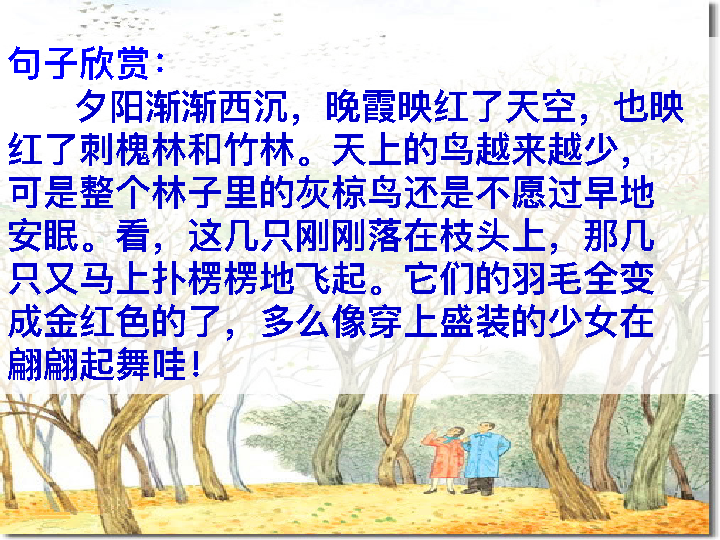 句子欣赏：
夕阳渐渐西沉，晚霞映红了天空，也映
红了刺槐林和竹林。天上的鸟越来越少，
可是整个林子里的灰椋鸟还是不愿过早地
安眠。看，这几只刚刚落在枝头上，那几
只又马上扑楞楞地飞起。它们的羽毛全变
成金红色的了，多么像穿上盛装的少女在
翩翩起舞哇！